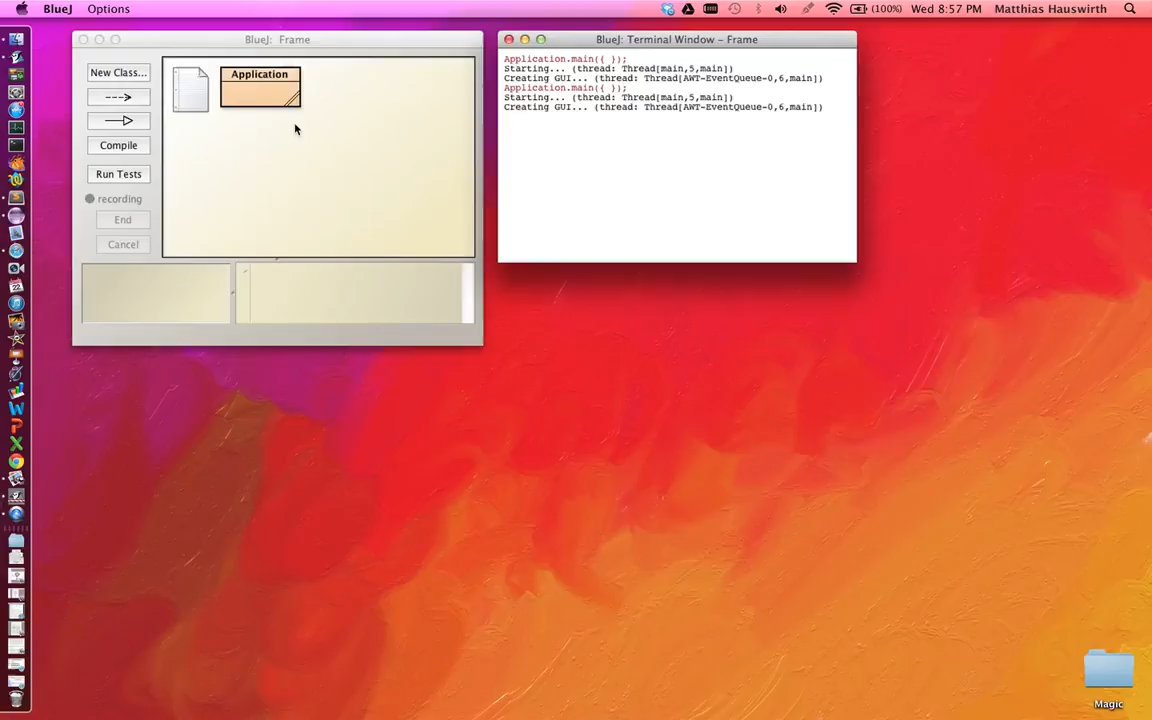 BlueJ Options
(100%) Wed 8:57 PM Matthias Hauswirth
BlueJ: Frame
New Class...
Compile
Run Tests
recording
End
Cancel
Application
BlueJ: Terminal Window – Frame
Application.main({ });
Starting... (thread: Thread[main,5,main])
Creating GUI... (thread: Thread[AWT-EventQueue-0,6,main])
Application.main({ });
Starting... (thread: Thread[main,5,main])
Creating GUI... (thread: Thread[AWT-EventQueue-0,6,main])
Magic